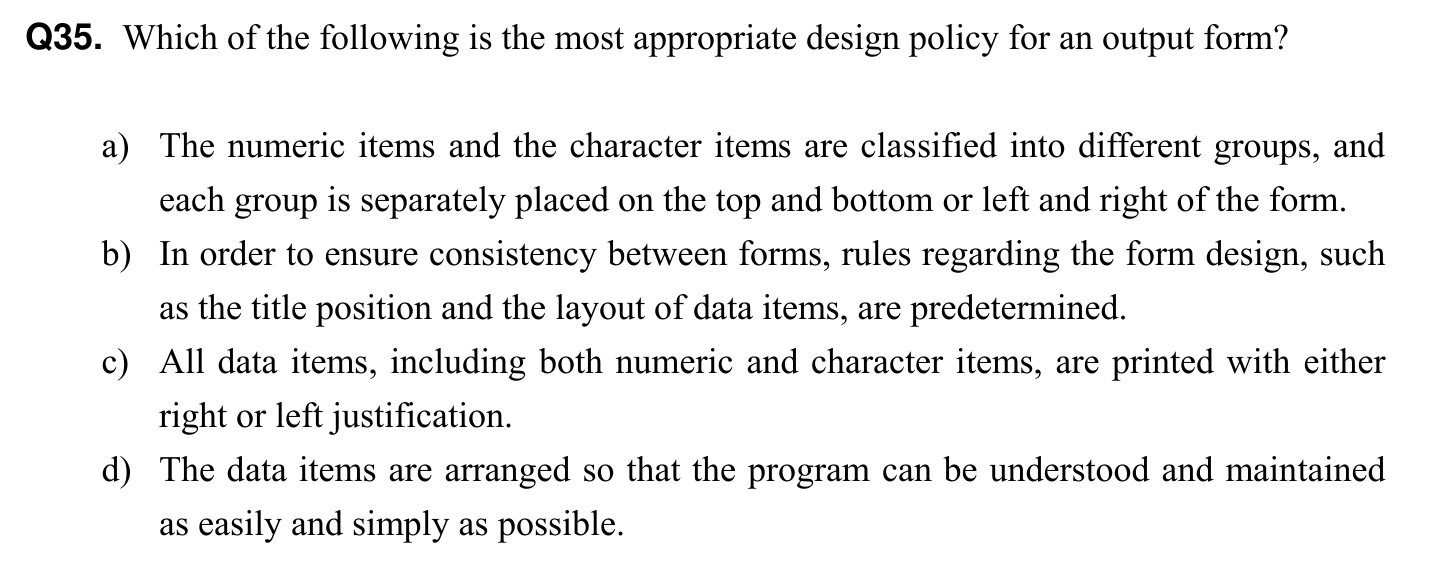 Q35. Which of the following is the most appropriate design policy for an output form?
a) The numeric items and the character items are classified into different groups, and
each group is separately placed on the top and bottom or left and right of the form.
b) In order to ensure consistency between forms, rules regarding the form design, such
as the title position and the layout of data items, are predetermined.
c) All data items, including both numeric and character items, are printed with either
right or left justification.
d) The data items are arranged so that the program can be understood and maintained
as easily and simply as possible.